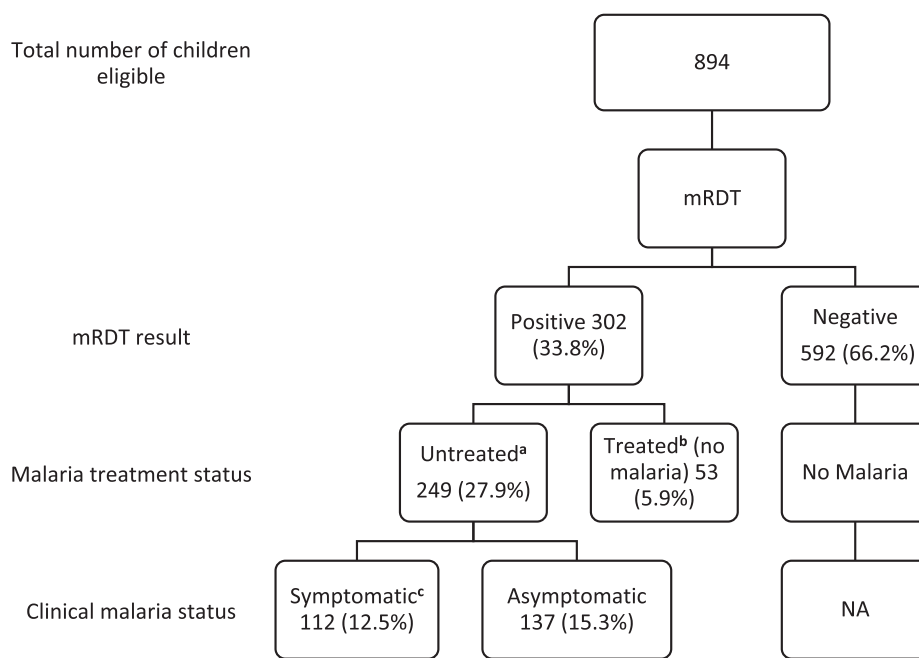 Total number of children
eligible
894
mRDT
mRDT result
Positive 302
(33.8%)
Negative
592 (66.2%)
Malaria treatment status
Untreatedᵃ
249 (27.9%)
Treatedᵇ (no
malaria) 53
(5.9%)
No Malaria
Clinical malaria status
Symptomaticᶜ
112 (12.5%)
Asymptomatic
137 (15.3%)
NA